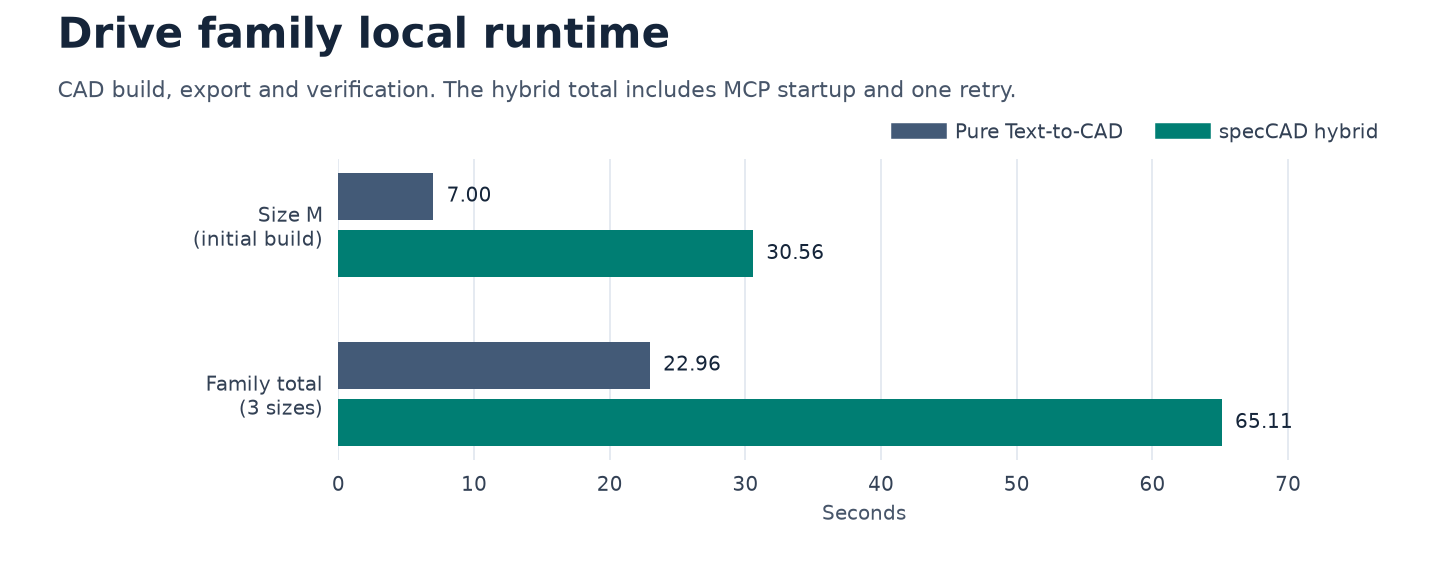 Drive family local runtime
CAD build, export and verification. The hybrid total includes MCP startup and one retry.
Pure Text-to-CAD
specCAD hybrid
Size M
(initial build)
7.00
30.56
Family total
(3 sizes)
22.96
65.11
0 10 20 30 40 50 60 70
Seconds